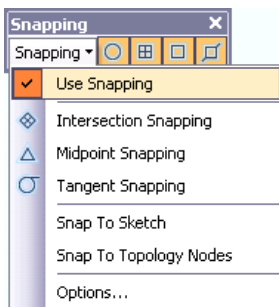 Snapping
Snapping
Use Snapping
Intersection Snapping
Midpoint Snapping
Tangent Snapping
Snap To Sketch
Snap To Topology Nodes
Options...